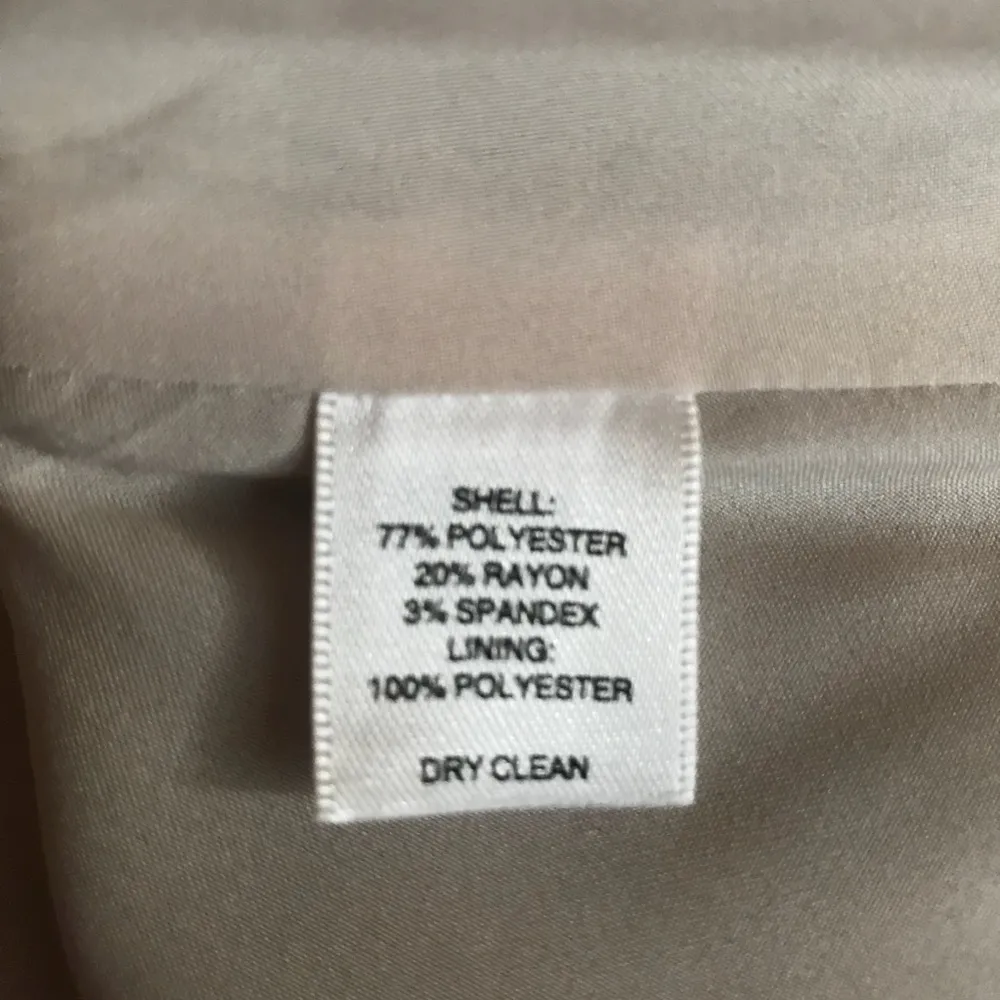 SHELL:
77% POLYESTER
20% RAYON
3% SPANDEX
LINING:
100% POLYESTER
DRY CLEAN